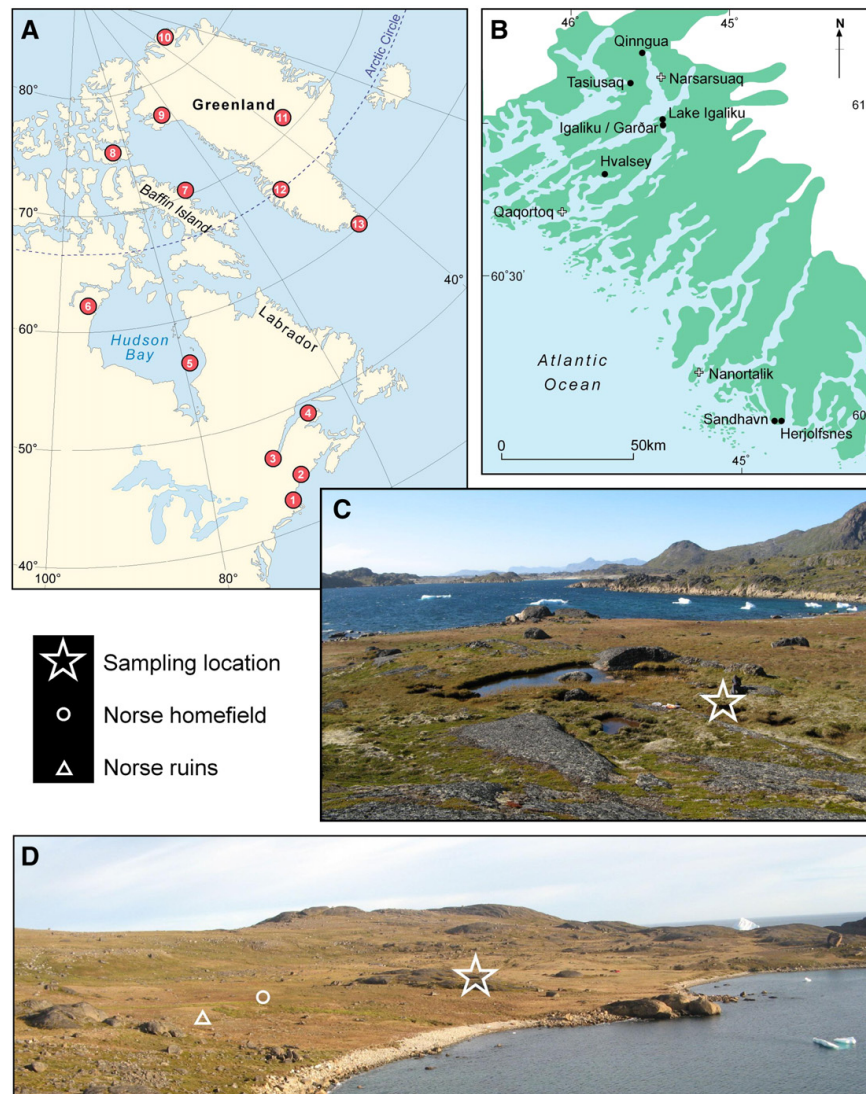 A
10
80°
Greenland
Arctic Circle
9
11
8
7
12
70°
Baffin Island
13
40°
6
60°
Hudson
Bay
Labrador
5
4
50°
3
2
1
40°
100°
80°
B
46°
45°
N
Qinngua
Tasiusaq
Narsarsuaq
61
Lake Igaliku
Igaliku / Garðar
Hvalsey
Qaqortoq
60°30'
Atlantic
Ocean
Nanortalik
Sandhavn
Herjolfsnes
60
0
50km
45°
C
Sampling location
Norse homefield
Norse ruins
D